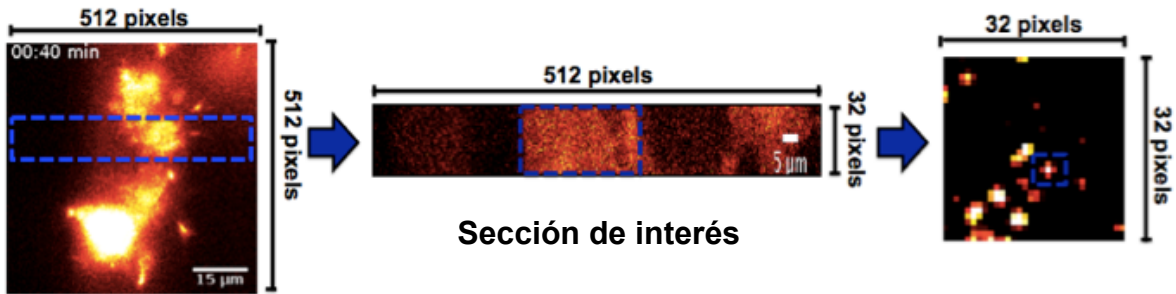 512 pixels
00:40 min
512 pixels
15 µm
512 pixels
32 pixels
5 µm
Sección de interés
32 pixels
32 pixels